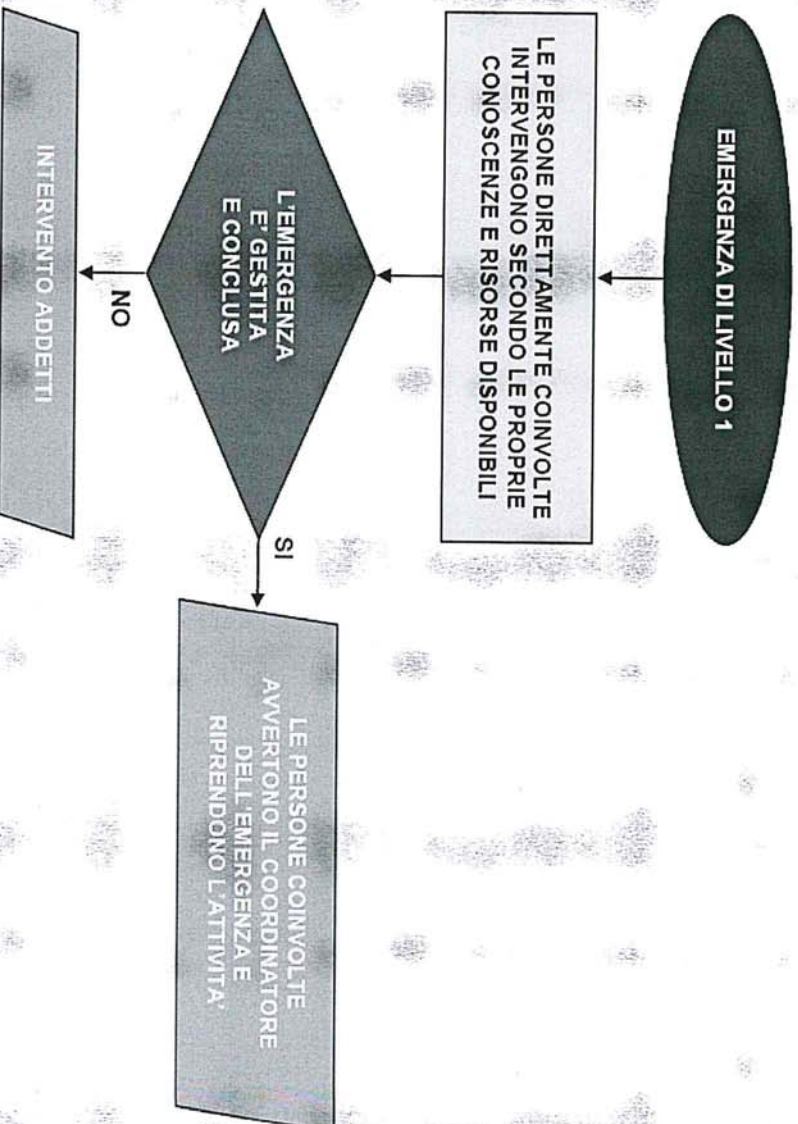 EMERGENZA DI LIVELLO 1
LE PERSONE DIRETTAMENTE COINVOLTE
INTERVENGONO SECONDO LE PROPRIE
CONOSCENZE E RISORSE DISPONIBILI
L'EMERGENZA
E' GESTITA
E CONCLUSA
SI
LE PERSONE COINVOLTE
AVVERTONO IL COORDINATORE
DELL'EMERGENZA E
RIPRENDONO L'ATTIVITA'
NO
INTERVENTO ADDETTI